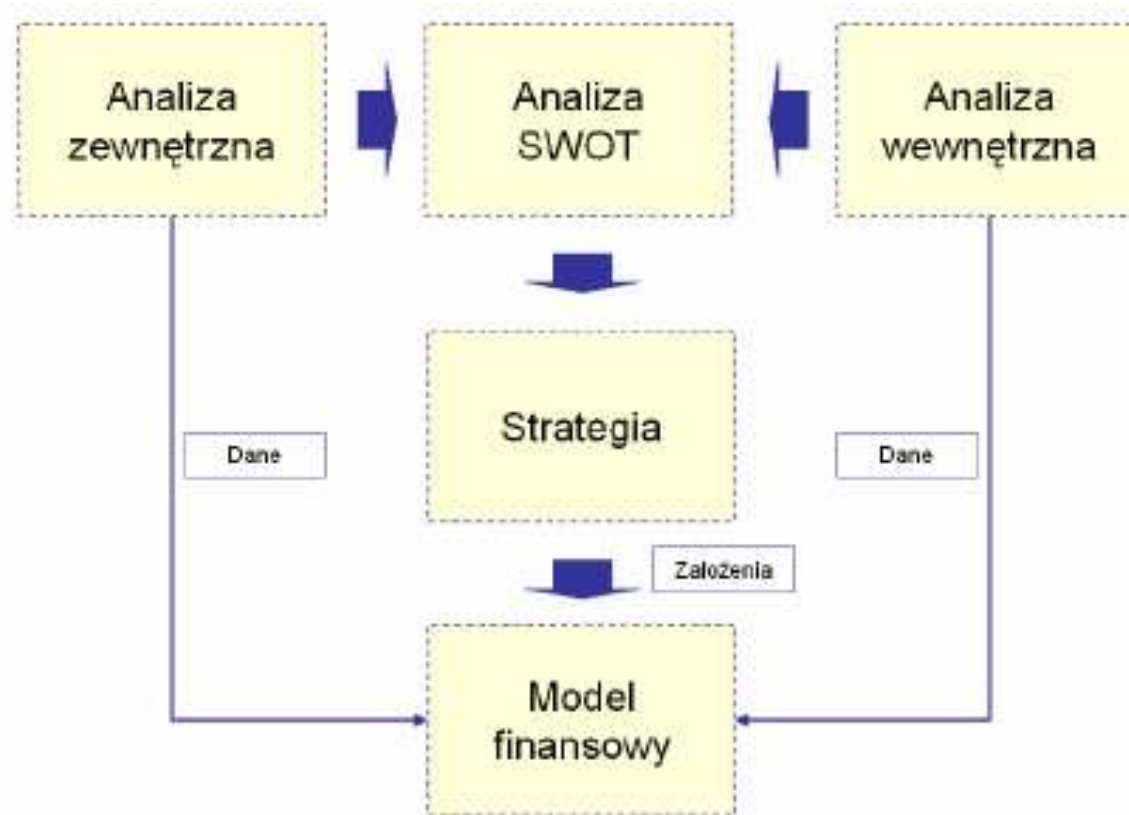 Analiza
zewnętrzna
Analiza
SWOT
Analiza
wewnętrzna
Strategia
Dane
Dane
Założenia
Model
finansowy